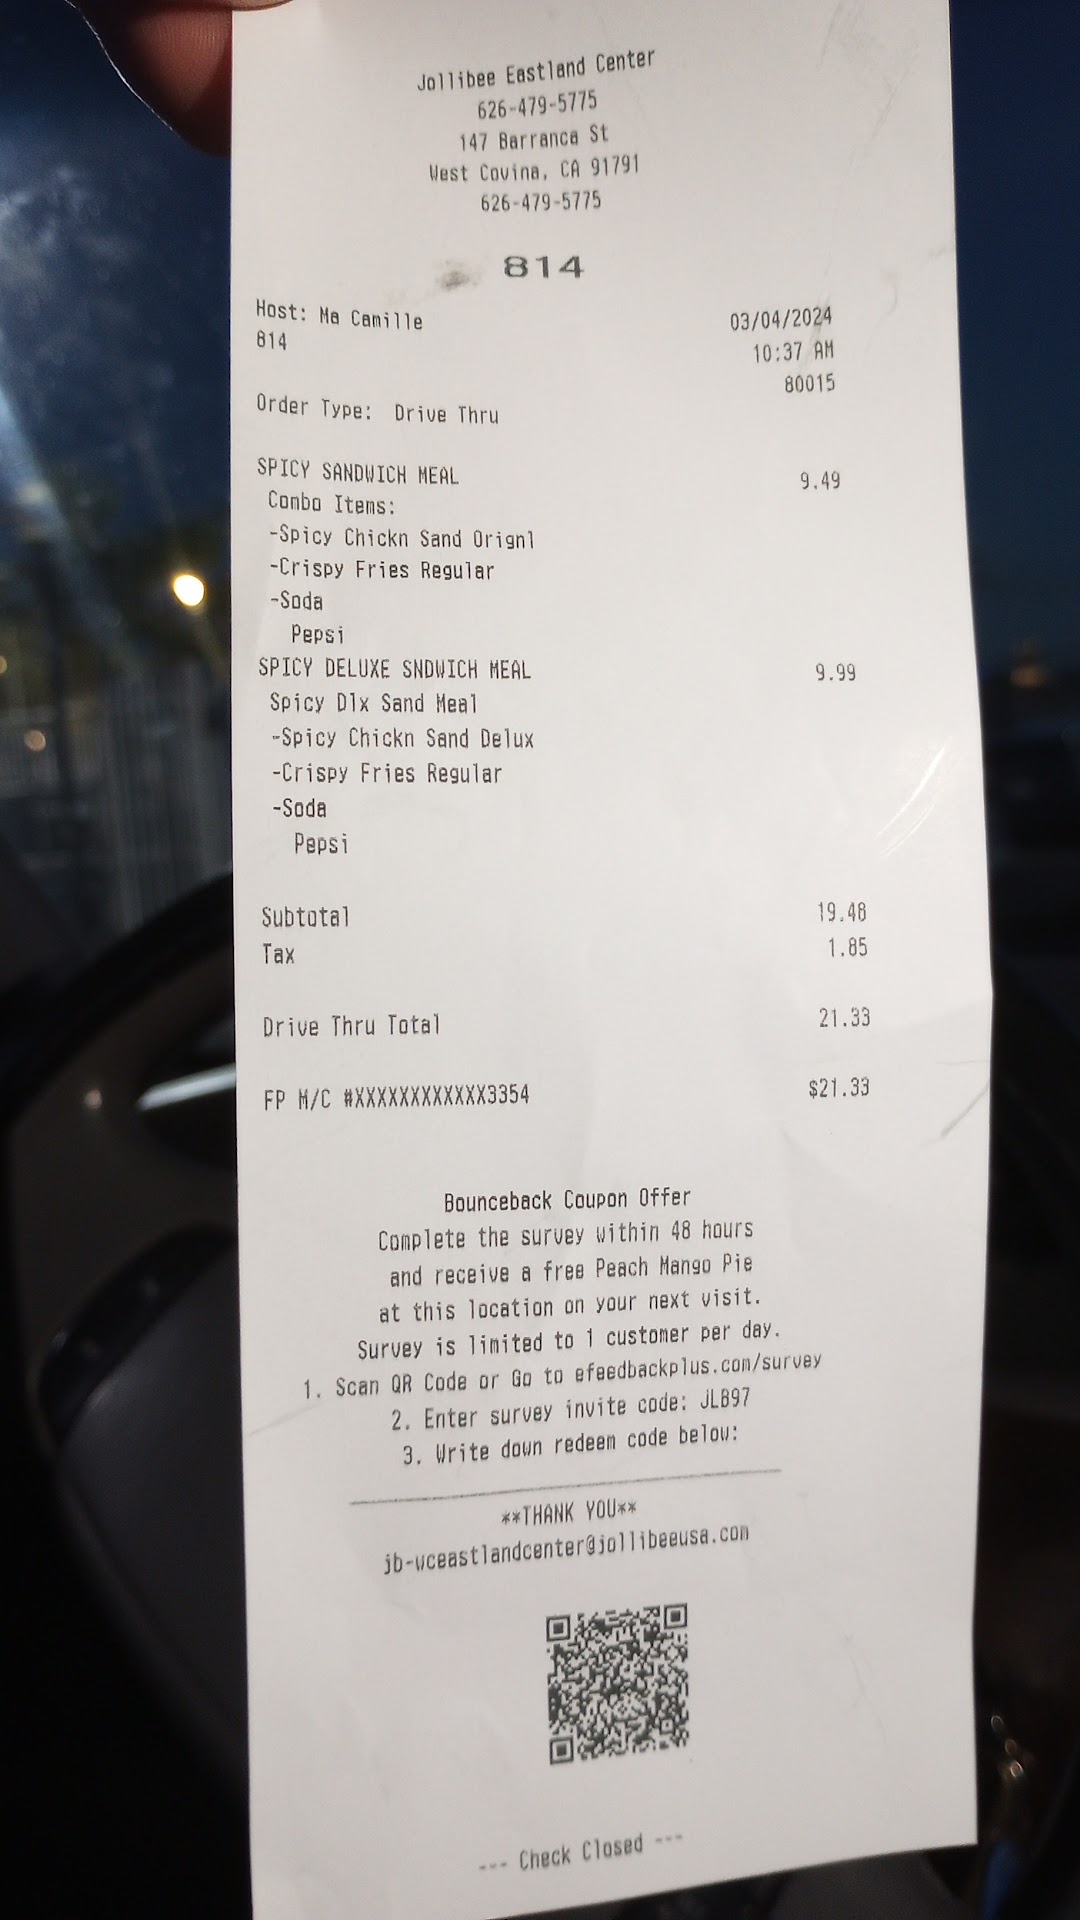 Jollibee Eastland Center
626-479-5775
147 Barranca St
West Covina, CA 91791
626-479-5775
814
Host: Ma Camille 03/04/2024
814 10:37 AM
80015
Order Type: Drive Thru
SPICY SANDWICH MEAL 9.49
Combo Items:
-Spicy Chickn Sand Orignl
-Crispy Fries Regular
-Soda
Pepsi
SPICY DELUXE SNDWICH MEAL 9.99
Spicy Dlx Sand Meal
-Spicy Chickn Sand Delux
-Crispy Fries Regular
-Soda
Pepsi
Subtotal 19.48
Tax 1.85
Drive Thru Total 21.33
FP M/C #XXXXXXXXXXXX3354 $21.33
Bounceback Coupon Offer
Complete the survey within 48 hours
and receive a free Peach Mango Pie
at this location on your next visit.
Survey is limited to 1 customer per day.
1. Scan QR Code or Go to efeedbackplus.com/survey
2. Enter survey invite code: JLB97
3. Write down redeem code below:
**THANK YOU**
jb-wceastlandcenter@jollibeeusa.com
--- Check Closed ---